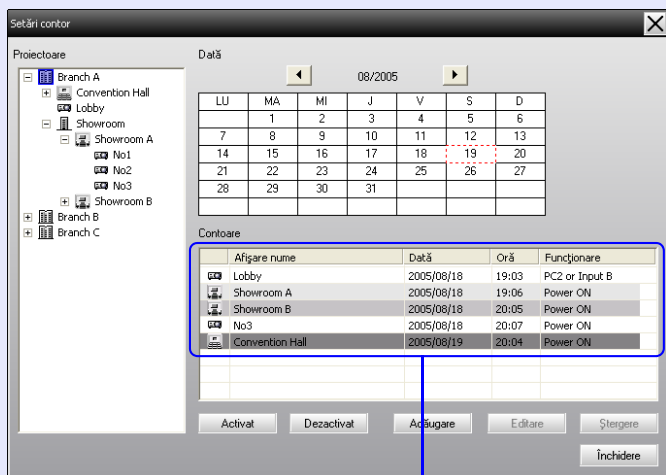 Setări contor
Proiectoare
Branch A
Convention Hall
Lobby
Showroom
Showroom A
No1
No2
No3
Showroom B
Branch B
Branch C
Dată
08/2005
LU MA MI J V S D
1 2 3 4 5 6
7 8 9 10 11 12 13
14 15 16 17 18 19 20
21 22 23 24 25 26 27
28 29 30 31
Contoare
Afişare nume Dată Oră Funcţionare
Lobby 2005/08/18 19:03 PC2 or Input B
Showroom A 2005/08/18 19:06 Power ON
Showroom B 2005/08/18 20:05 Power ON
No3 2005/08/18 20:07 Power ON
Convention Hall 2005/08/19 20:04 Power ON
Activat Dezactivat Adăugare Editare Ştergere
Închidere